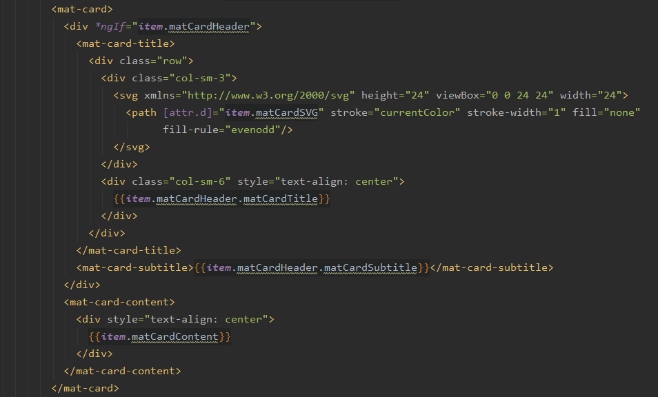 <mat-card>
<div *ngIf="item.matCardHeader">
<mat-card-title>
<div class="row">
<div class="col-sm-3">
<svg xmlns="http://www.w3.org/2000/svg" height="24" viewBox="0 0 24 24" width="24">
<path [attr.d]="item.matCardSVG" stroke="currentColor" stroke-width="1" fill="none"
fill-rule="evenodd"/>
</svg>
</div>
<div class="col-sm-6" style="text-align: center">
{{item.matCardHeader.matCardTitle}}
</div>
</div>
</mat-card-title>
<mat-card-subtitle>{{item.matCardHeader.matCardSubtitle}}</mat-card-subtitle>
</div>
<mat-card-content>
<div style="text-align: center">
{{item.matCardContent}}
</div>
</mat-card-content>
</mat-card>